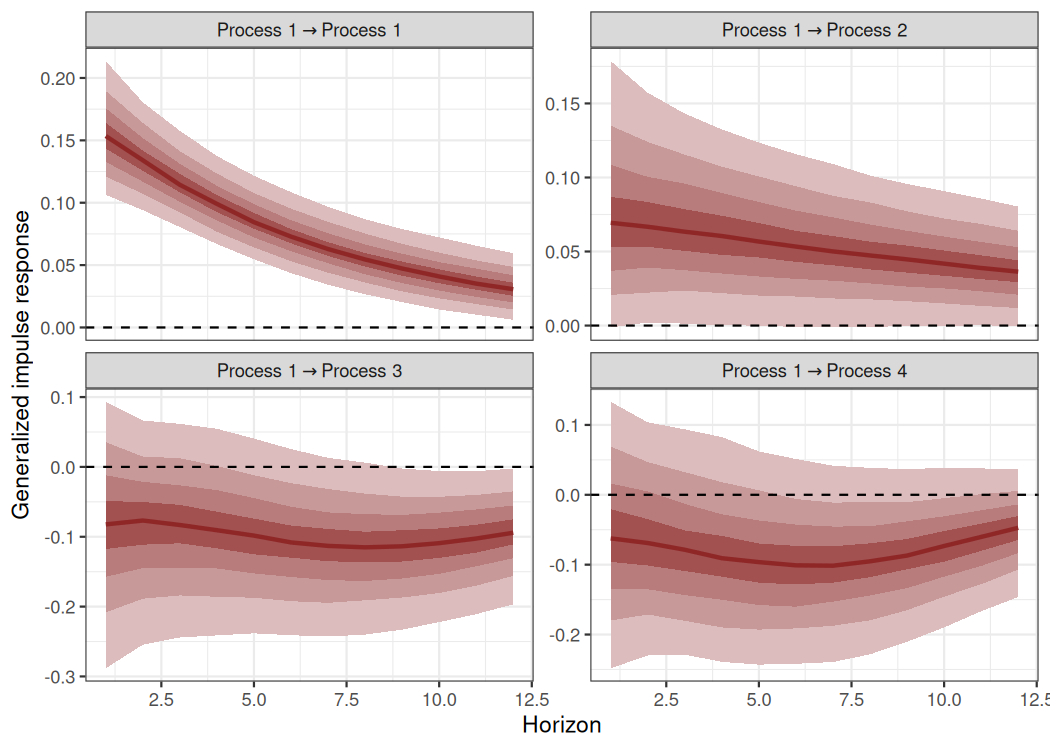 Process 1 → Process 1
Process 1 → Process 2
0.20
0.15
0.10
0.05
0.00
0.15
0.10
0.05
0.00
Process 1 → Process 3
Process 1 → Process 4
0.1
0.0
-0.1
-0.2
-0.3
0.1
0.0
-0.1
-0.2
2.5 5.0 7.5 10.0 12.5
2.5 5.0 7.5 10.0 12.5
Horizon
Generalized impulse response